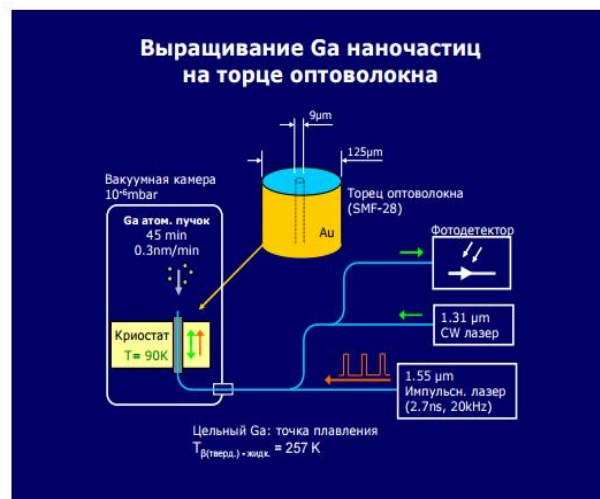 Выращивание Ga наночастиц
на торце оптоволокна
9μm
125μm
Вакуумная камера
10⁻⁶mbar
Торец оптоволокна
(SMF-28)
Ga атом. пучок
45 min
0.3nm/min
Au
Фотодетектор
Криостат
T= 90K
1.31 μm
CW лазер
1.55 μm
Импульсн. лазер
(2.7ns, 20kHz)
Цельный Ga: точка плавления
Tβ(тверд.) - жидк. = 257 K